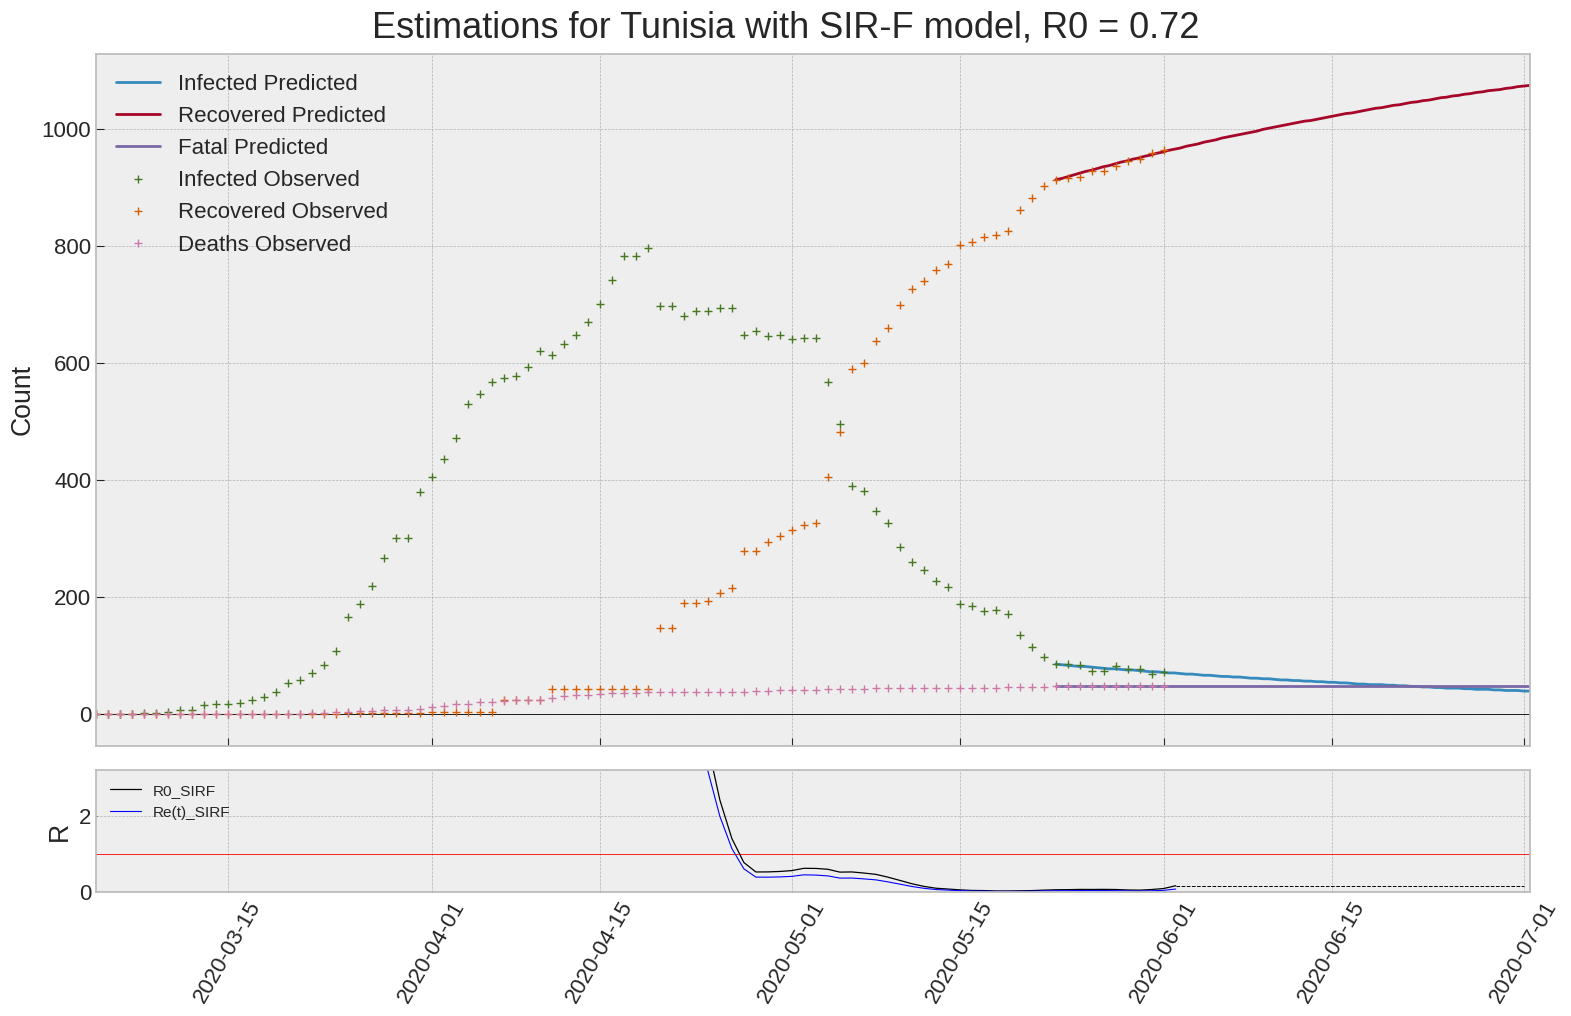 Estimations for Tunisia with SIR-F model, R0 = 0.72
Infected Predicted
Recovered Predicted
Fatal Predicted
Infected Observed
Recovered Observed
Deaths Observed
1000
800
600
400
200
0
Count
R0_SIRF
Re(t)_SIRF
2
0
R
2020-03-15
2020-04-01
2020-04-15
2020-05-01
2020-05-15
2020-06-01
2020-06-15
2020-07-01